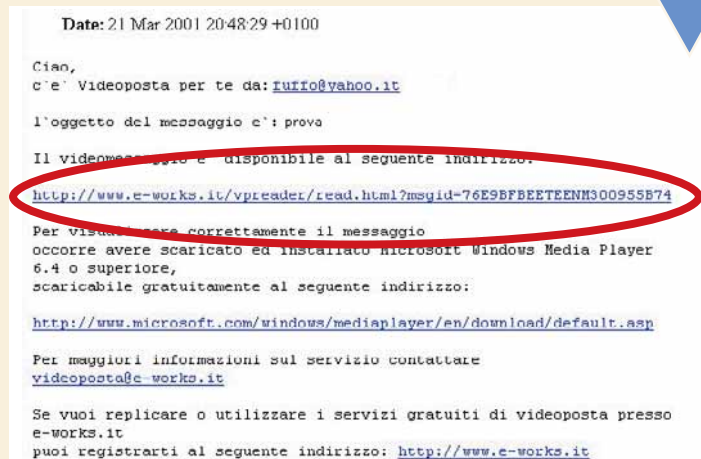 Date: 21 Mar 2001 20:48:29 +0100
Ciao,
c'e' Videoposta per te da: fuffo@yahoo.it
l'oggetto del messaggio e': prova
Il videomessaggio e' disponibile al seguente indirizzo:
http://www.e-works.it/vpreader/read.html?msgid=76E9BFBEETEENM300955B74
Per visualizzare correttamente il messaggio
occorre avere scaricato ed installato Microsoft Windows Media Player
6.4 o superiore,
scaricabile gratuitamente al seguente indirizzo:
http://www.microsoft.com/windows/mediaplayer/en/download/default.asp
Per maggiori informazioni sul servizio contattare
videoposta@e-works.it
Se vuoi replicare o utilizzare i servizi gratuiti di videoposta presso
e-works.it
puoi registrarti al seguente indirizzo: http://www.e-works.it